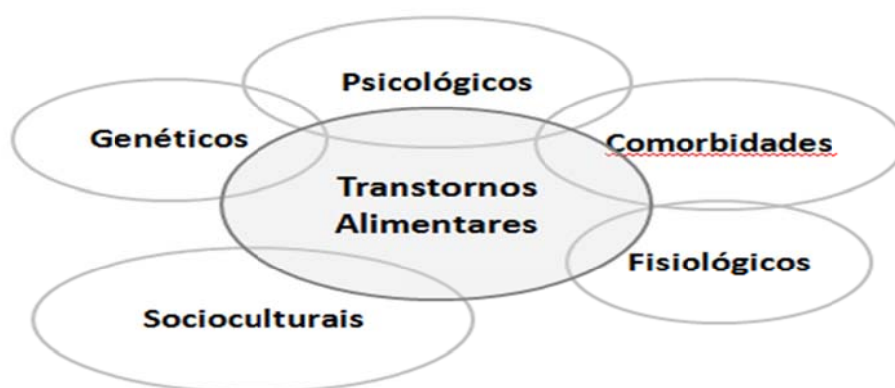 Psicológicos
Genéticos
Comorbidades
Transtornos
Alimentares
Fisiológicos
Socioculturais